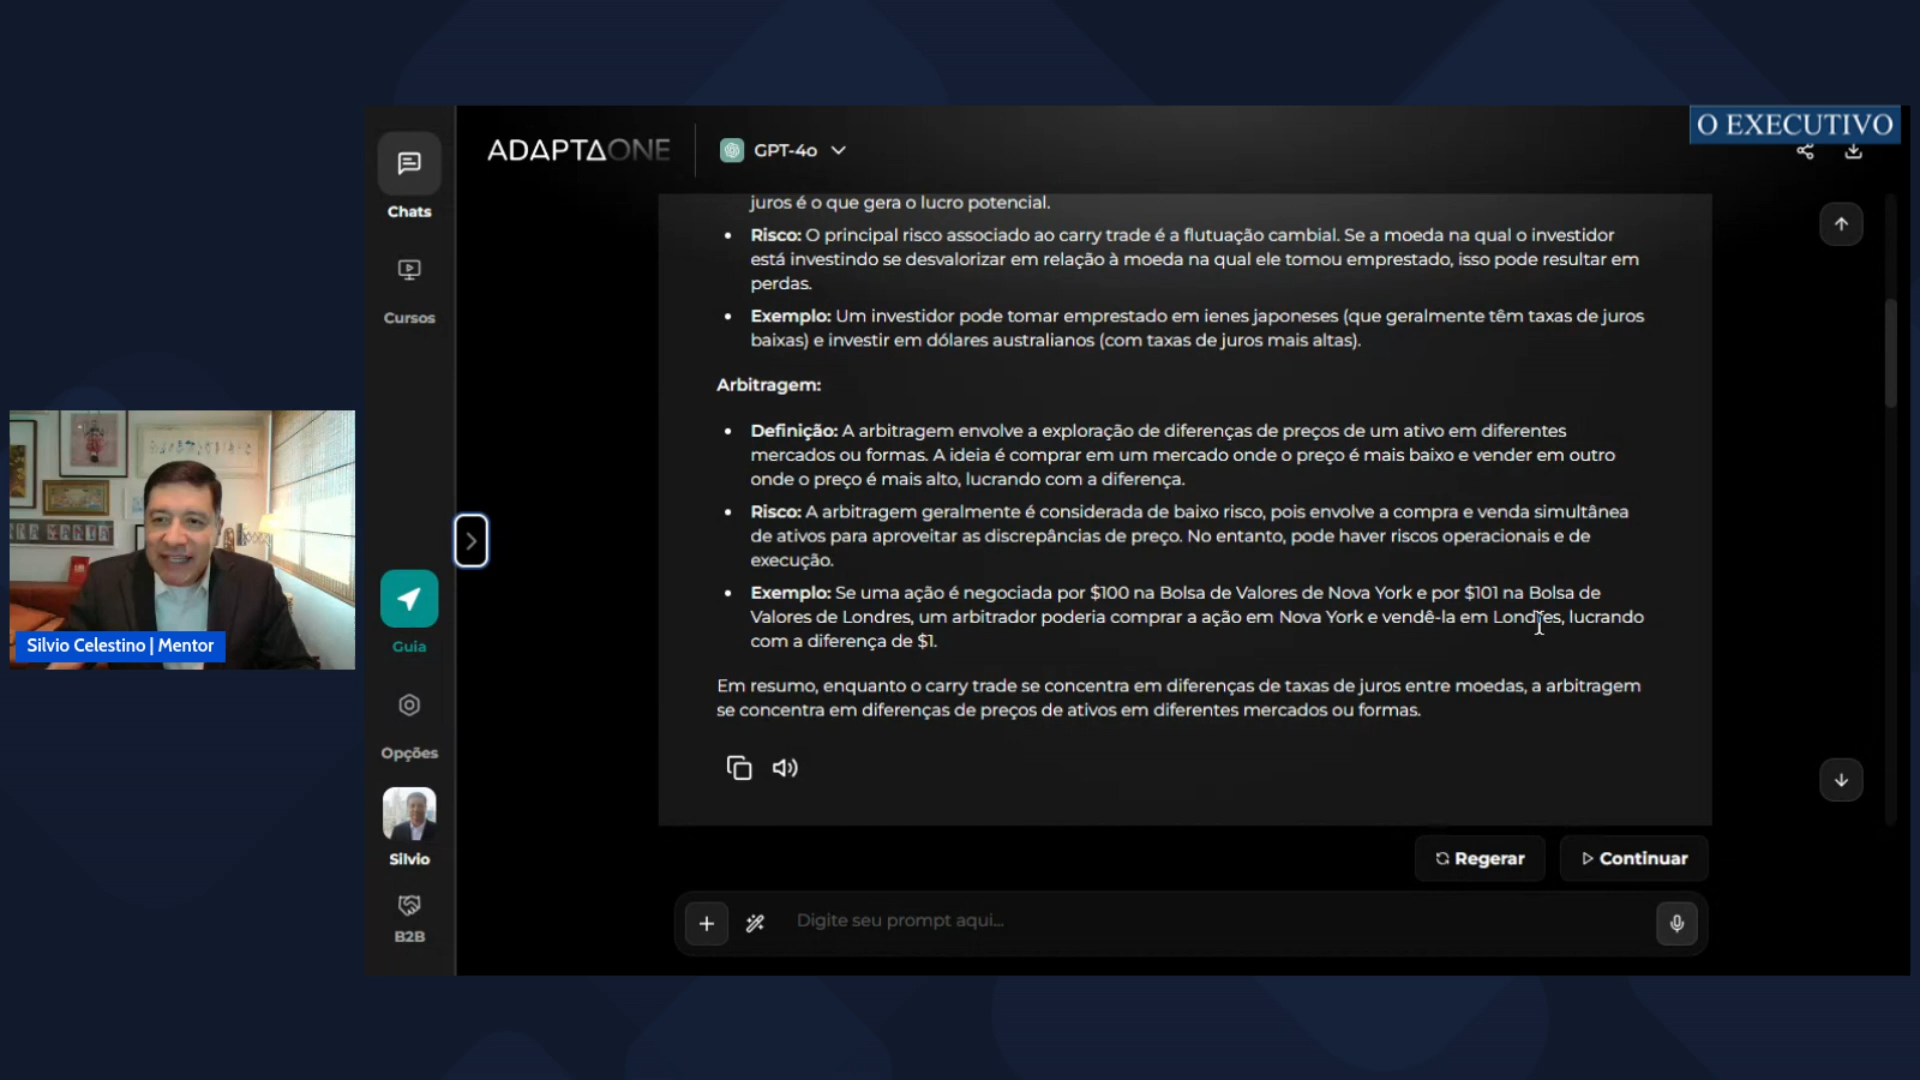 O EXECUTIVO
ADAPTAONE
GPT-4o
Chats
Cursos
Guia
Opções
Silvio
B2B
Silvio Celestino | Mentor
juros é o que gera o lucro potencial.
• Risco: O principal risco associado ao carry trade é a flutuação cambial. Se a moeda na qual o investidor
está investindo se desvalorizar em relação à moeda na qual ele tomou emprestado, isso pode resultar em
perdas.
• Exemplo: Um investidor pode tomar emprestado em ienes japoneses (que geralmente têm taxas de juros
baixas) e investir em dólares australianos (com taxas de juros mais altas).
Arbitragem:
• Definição: A arbitragem envolve a exploração de diferenças de preços de um ativo em diferentes
mercados ou formas. A ideia é comprar em um mercado onde o preço é mais baixo e vender em outro
onde o preço é mais alto, lucrando com a diferença.
• Risco: A arbitragem geralmente é considerada de baixo risco, pois envolve a compra e venda simultânea
de ativos para aproveitar as discrepâncias de preço. No entanto, pode haver riscos operacionais e de
execução.
• Exemplo: Se uma ação é negociada por $100 na Bolsa de Valores de Nova York e por $101 na Bolsa de
Valores de Londres, um arbitrador poderia comprar a ação em Nova York e vendê-la em Londres, lucrando
com a diferença de $1.
Em resumo, enquanto o carry trade se concentra em diferenças de taxas de juros entre moedas, a arbitragem
se concentra em diferenças de preços de ativos em diferentes mercados ou formas.
Regerar
Continuar
Digite seu prompt aqui...